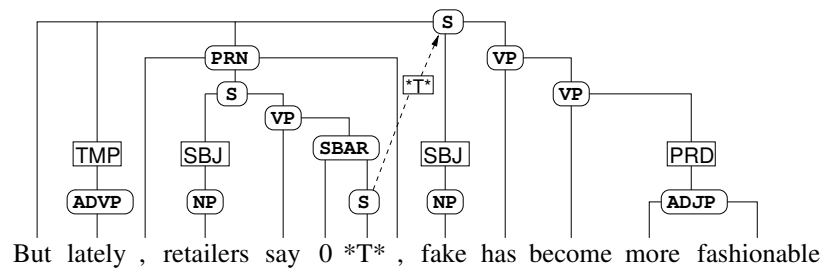 S
PRN VP
*T*
S VP
VP
SBAR
TMP SBJ SBJ PRD
ADVP NP S NP ADJP
But lately , retailers say 0 *T* , fake has become more fashionable